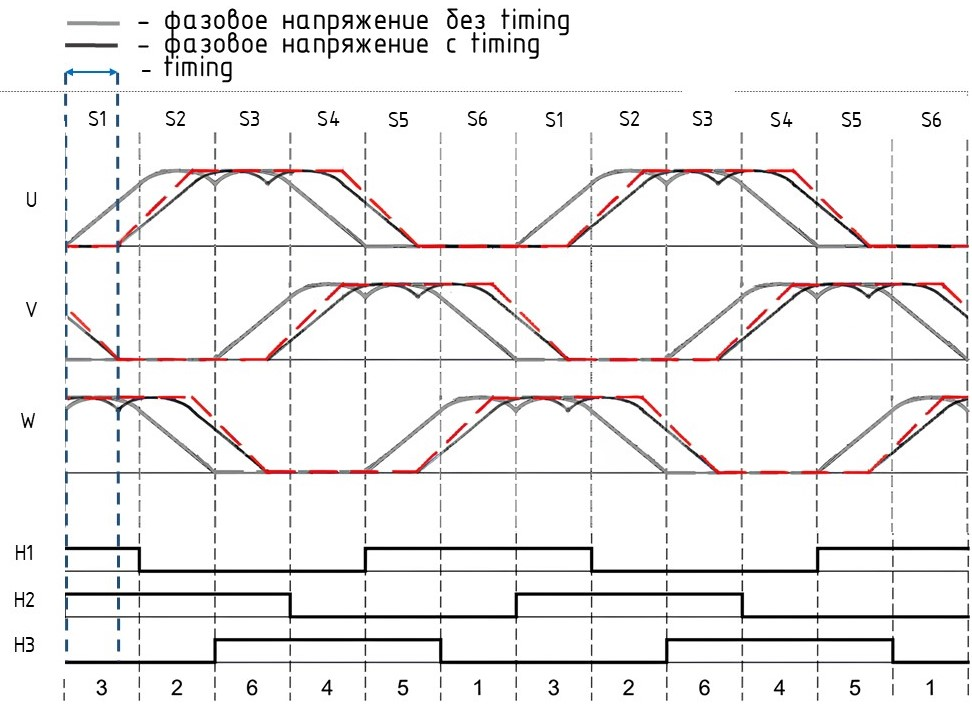 - фазовое напряжение без timing
- фазовое напряжение с timing
- timing
S1 S2 S3 S4 S5 S6 S1 S2 S3 S4 S5 S6
U
V
W
H1
H2
H3
3 2 6 4 5 1 3 2 6 4 5 1